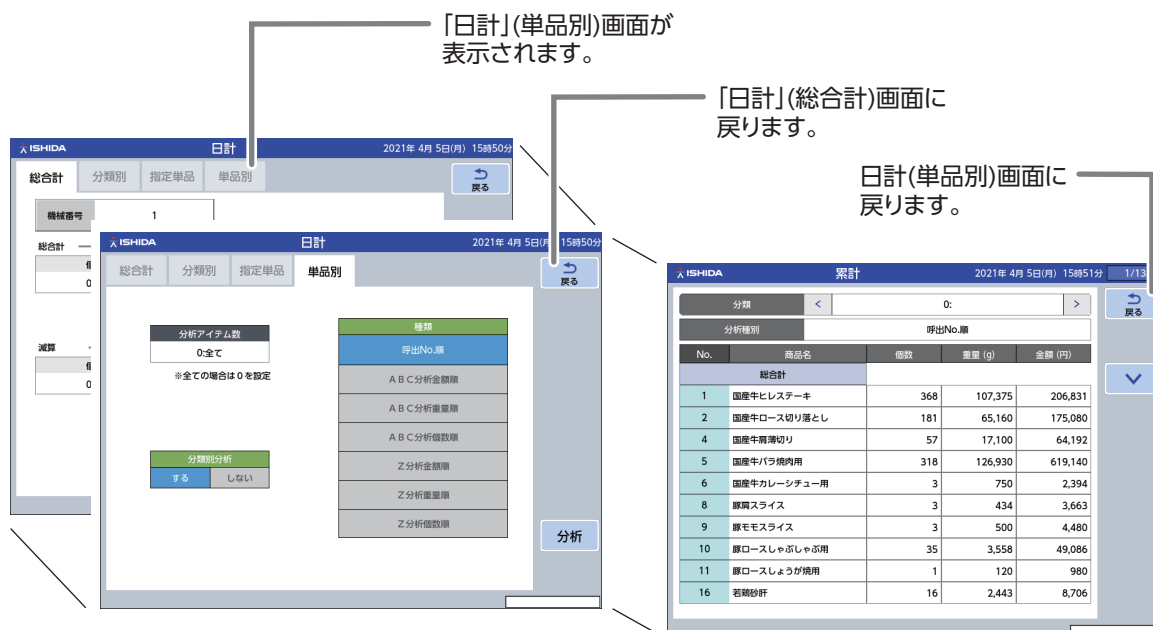 「日計」(単品別)画面が
表示されます。
「日計」(総合計)画面に
戻ります。
日計(単品別)画面に
戻ります。
ISHIDA 日計 2021年 4月 5日(月) 15時50分
総合計 分類別 指定単品 単品別 戻る
機械番号 1
総合計
0
減算
0
ISHIDA 日計 2021年 4月 5日(月) 15時50分
総合計 分類別 指定単品 単品別 戻る
分析アイテム数
0:全て
※全ての場合は 0 を設定
分類別分析
する しない
種類
呼出No.順
ABC分析金額順
ABC分析重量順
ABC分析個数順
Z分析金額順
Z分析重量順
Z分析個数順
分析
ISHIDA 累計 2021年 4月 5日(月) 15時51分 1/13
分類 < 0: > 戻る
分析種別 呼出No.順
No. 商品名 個数 重量 (g) 金額 (円)
総合計
1 国産牛ヒレステーキ 368 107,375 206,831
2 国産牛ロース切り落とし 181 65,160 175,080
4 国産牛肩薄切り 57 17,100 64,192
5 国産牛バラ焼肉用 318 126,930 619,140
6 国産牛カレーシチュー用 3 750 2,394
8 豚肩スライス 3 434 3,663
9 豚モモスライス 3 500 4,480
10 豚ロースしゃぶしゃぶ用 35 3,558 49,086
11 豚ロースしょうが焼用 1 120 980
16 若鶏砂肝 16 2,443 8,706